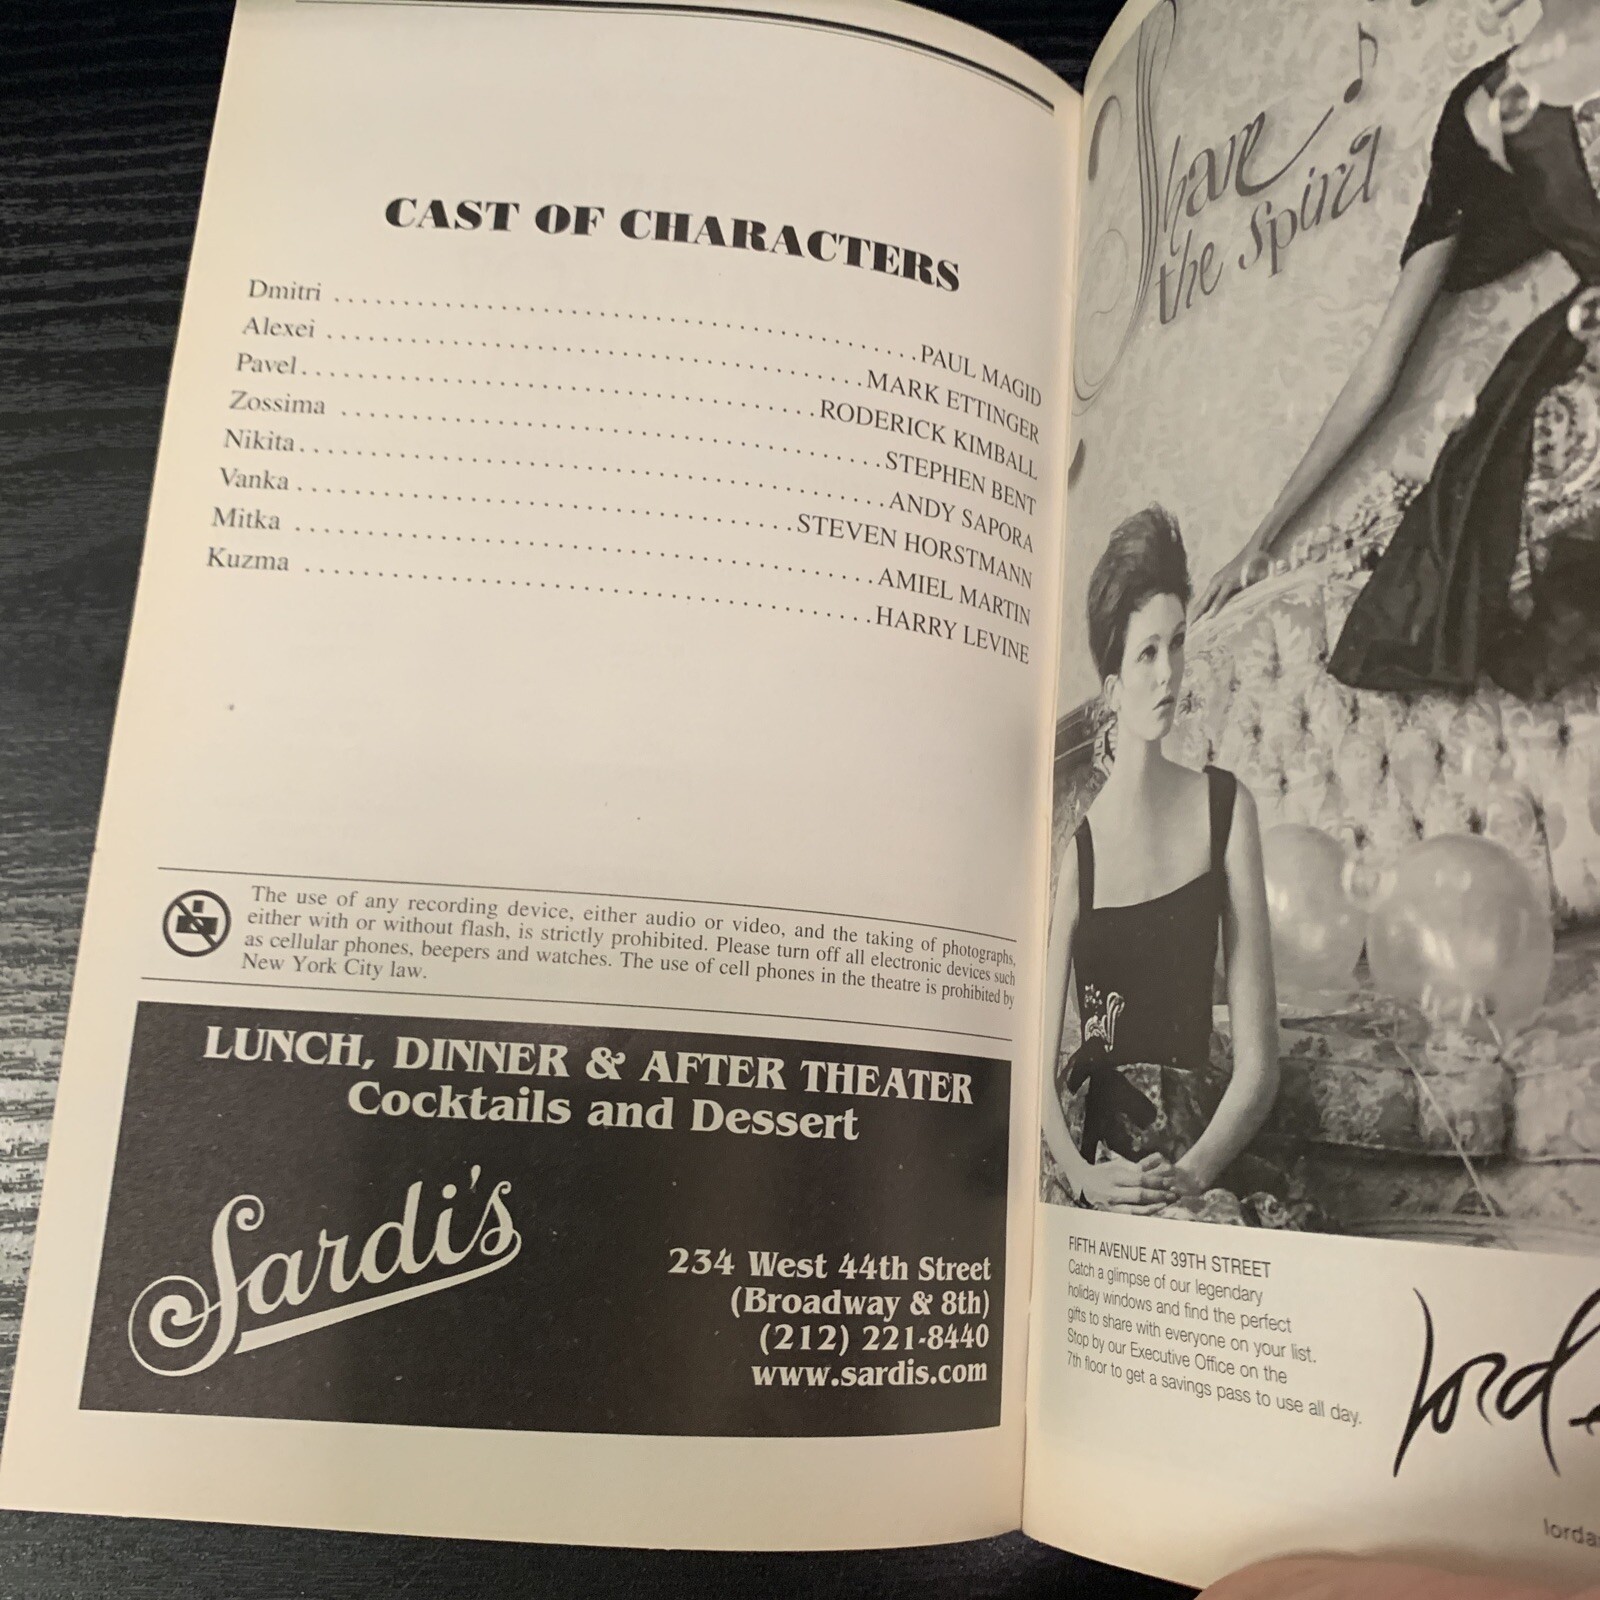 CAST OF CHARACTERS
Dmitri ........................................PAUL MAGID
Alexei ........................................MARK ETTINGER
Pavel........................................RODERICK KIMBALL
Zossima ........................................STEPHEN BENT
Nikita........................................ANDY SAPORA
Vanka ........................................STEVEN HORSTMANN
Mitka ........................................AMIEL MARTIN
Kuzma ........................................HARRY LEVINE
The use of any recording device, either audio or video, and the taking of photographs,
either with or without flash, is strictly prohibited. Please turn off all electronic devices such
as cellular phones, beepers and watches. The use of cell phones in the theatre is prohibited by
New York City law.
LUNCH, DINNER & AFTER THEATER
Cocktails and Dessert
Sardi's
234 West 44th Street
(Broadway & 8th)
(212) 221-8440
www.sardis.com
Share
the Spirit
FIFTH AVENUE AT 39TH STREET
Catch a glimpse of our legendary
holiday windows and find the perfect
gifts to share with everyone on your list.
Stop by our Executive Office on the
7th floor to get a savings pass to use all day.
lord
lorda